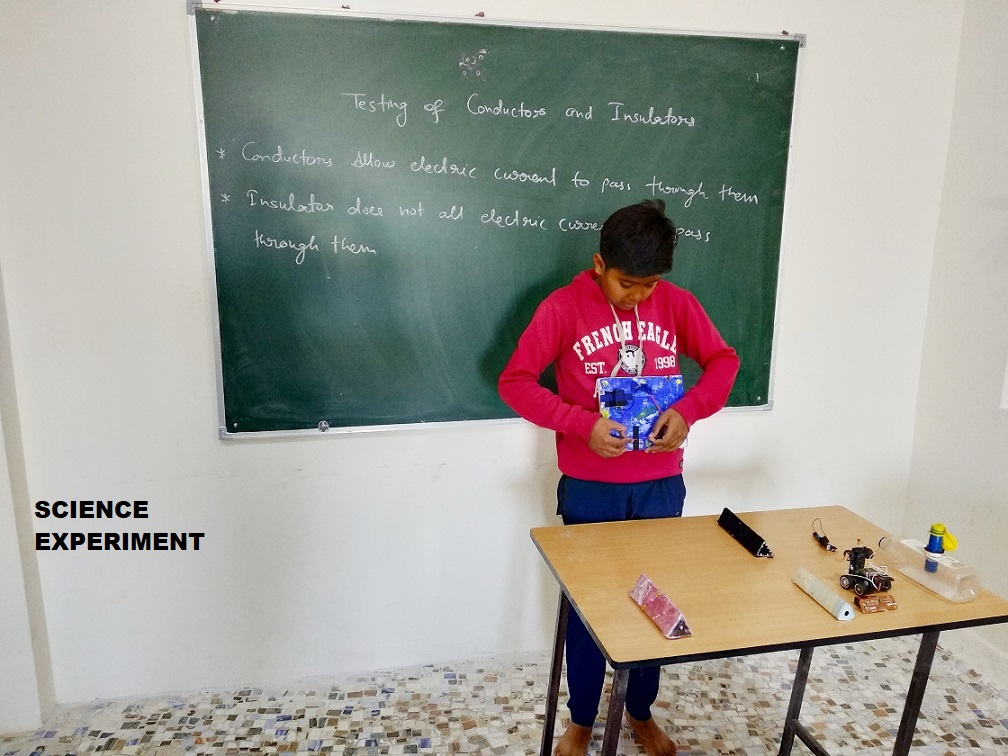 Testing of Conductors and Insulators
* Conductors Allow electric current to pass through them
* Insulator does not all electric curre pass
through them
FRENCH EAGLE
EST. 1998
SCIENCE
EXPERIMENT